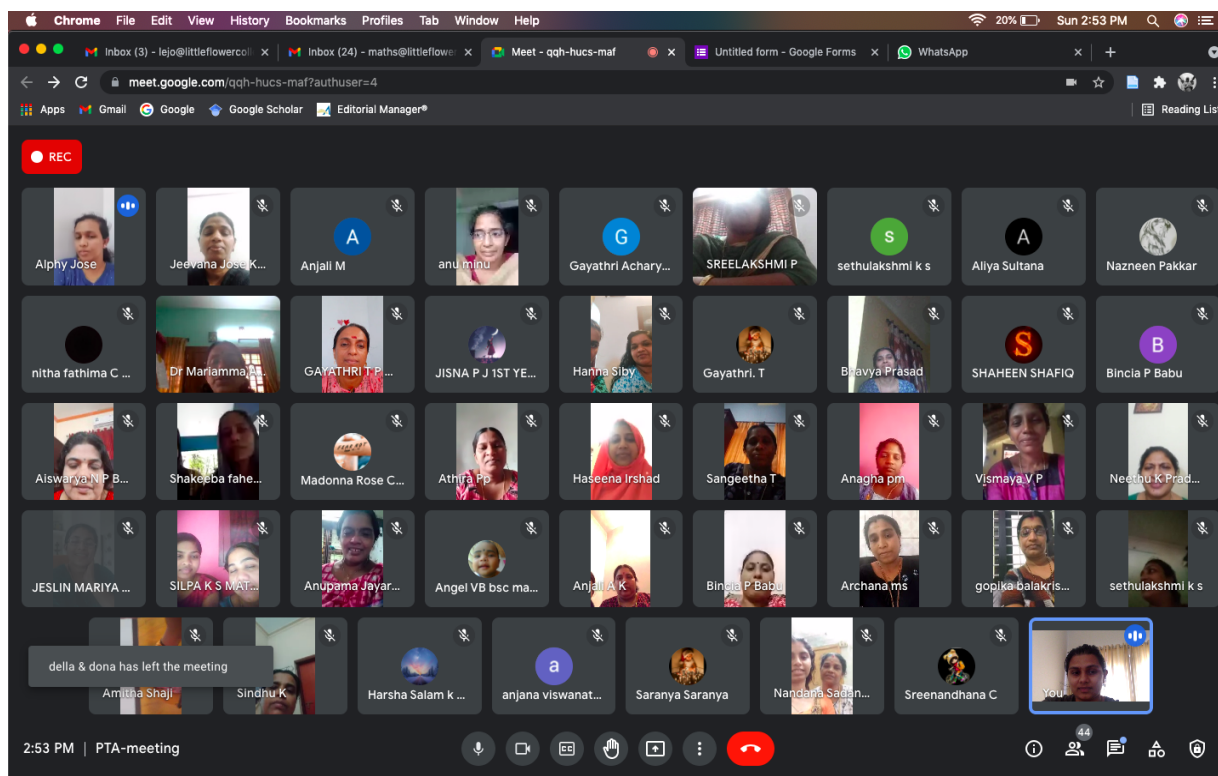 Chrome File Edit View History Bookmarks Profiles Tab Window Help 20% Sun 2:53 PM
Inbox (3) - lejo@littleflowercoll Inbox (24) - maths@littleflower Meet - qqh-hucs-maf Untitled form - Google Forms WhatsApp
meet.google.com/qqh-hucs-maf?authuser=4
Apps Gmail Google Google Scholar Editorial Manager® Reading List
REC
Alphy Jose Jeevana Jose K... A Anjali M anu minu G Gayathri Achary... SREELAKSHMI P s sethulakshmi k s A Aliya Sultana Nazneen Pakkar
nitha fathima C ... Dr Mariamma A... GAYATHRI T P ... JISNA P J 1ST YE... Hanna Siby Gayathri. T Bhavya Prasad S SHAHEEN SHAFIQ B Bincia P Babu
Aiswarya N P B... Shakeeba fahe... Madonna Rose C... Athira Pp Haseena Irshad Sangeetha T Anagha pm Vismaya V P Neethu K Prad...
JESLIN MARIYA ... SILPA K S MAT... Anupama Jayar... Angel VB bsc ma... Anjali A K Bincia P Babu Archana ms gopika balakris... sethulakshmi k s
della & dona has left the meeting
Amitha Shaji Sindhu K Harsha Salam k ... a anjana viswanat... Saranya Saranya Nandana Sadan... Sreenandhana C You
2:53 PM | PTA-meeting CC 44